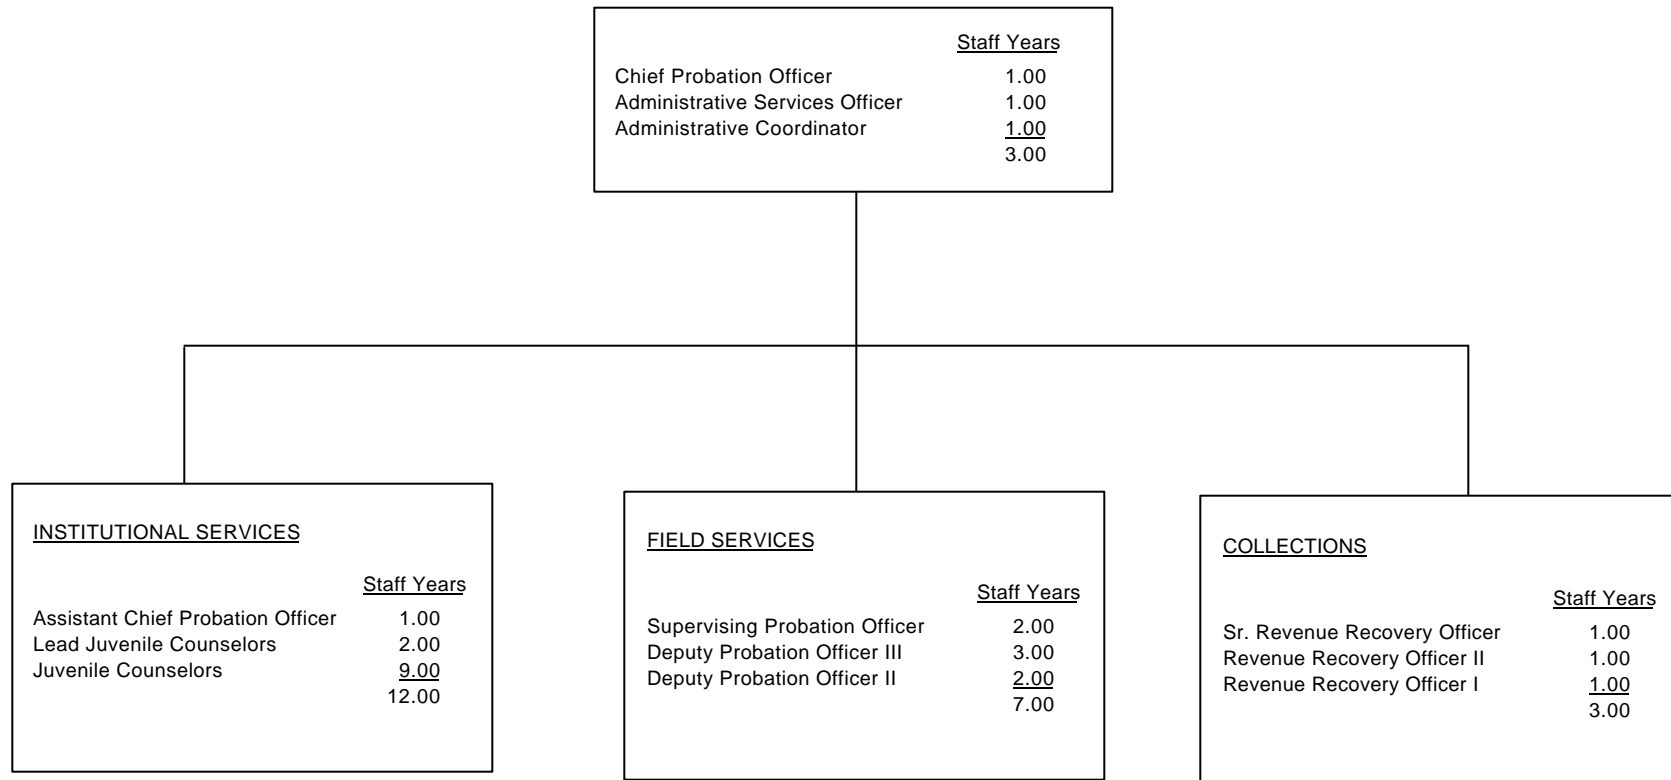 Staff Years
Chief Probation Officer 1.00
Administrative Services Officer 1.00
Administrative Coordinator 1.00
3.00
INSTITUTIONAL SERVICES
Staff Years
Assistant Chief Probation Officer 1.00
Lead Juvenile Counselors 2.00
Juvenile Counselors 9.00
12.00
FIELD SERVICES
Staff Years
Supervising Probation Officer 2.00
Deputy Probation Officer III 3.00
Deputy Probation Officer II 2.00
7.00
COLLECTIONS
Staff Years
Sr. Revenue Recovery Officer 1.00
Revenue Recovery Officer II 1.00
Revenue Recovery Officer I 1.00
3.00